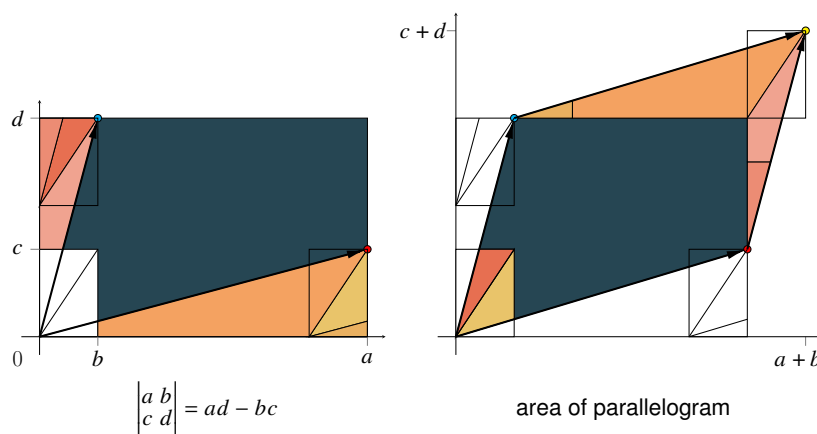 d
c
0
b
a
|a b| = ad − bc
|c d|
c + d
a + b
area of parallelogram